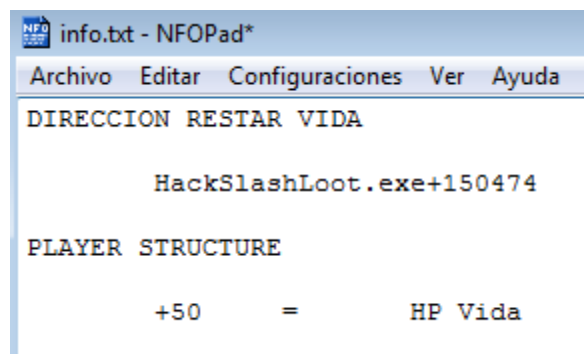 info.txt - NFOPad*
Archivo Editar Configuraciones Ver Ayuda
DIRECCION RESTAR VIDA
HackSlashLoot.exe+150474
PLAYER STRUCTURE
+50 = HP Vida